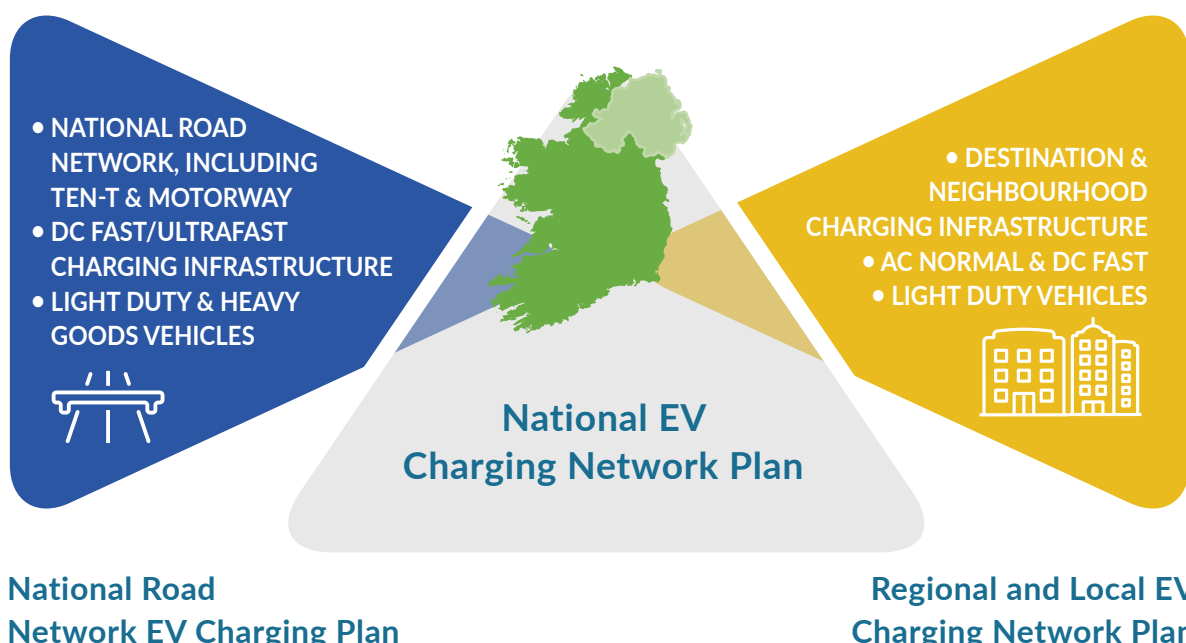 • NATIONAL ROAD
NETWORK, INCLUDING
TEN-T & MOTORWAY
• DC FAST/ULTRAFAST
CHARGING INFRASTRUCTURE
• LIGHT DUTY & HEAVY
GOODS VEHICLES
• DESTINATION &
NEIGHBOURHOOD
CHARGING INFRASTRUCTURE
• AC NORMAL & DC FAST
• LIGHT DUTY VEHICLES
National EV
Charging Network Plan
National Road
Network EV Charging Plan
Regional and Local EV
Charging Network Plan